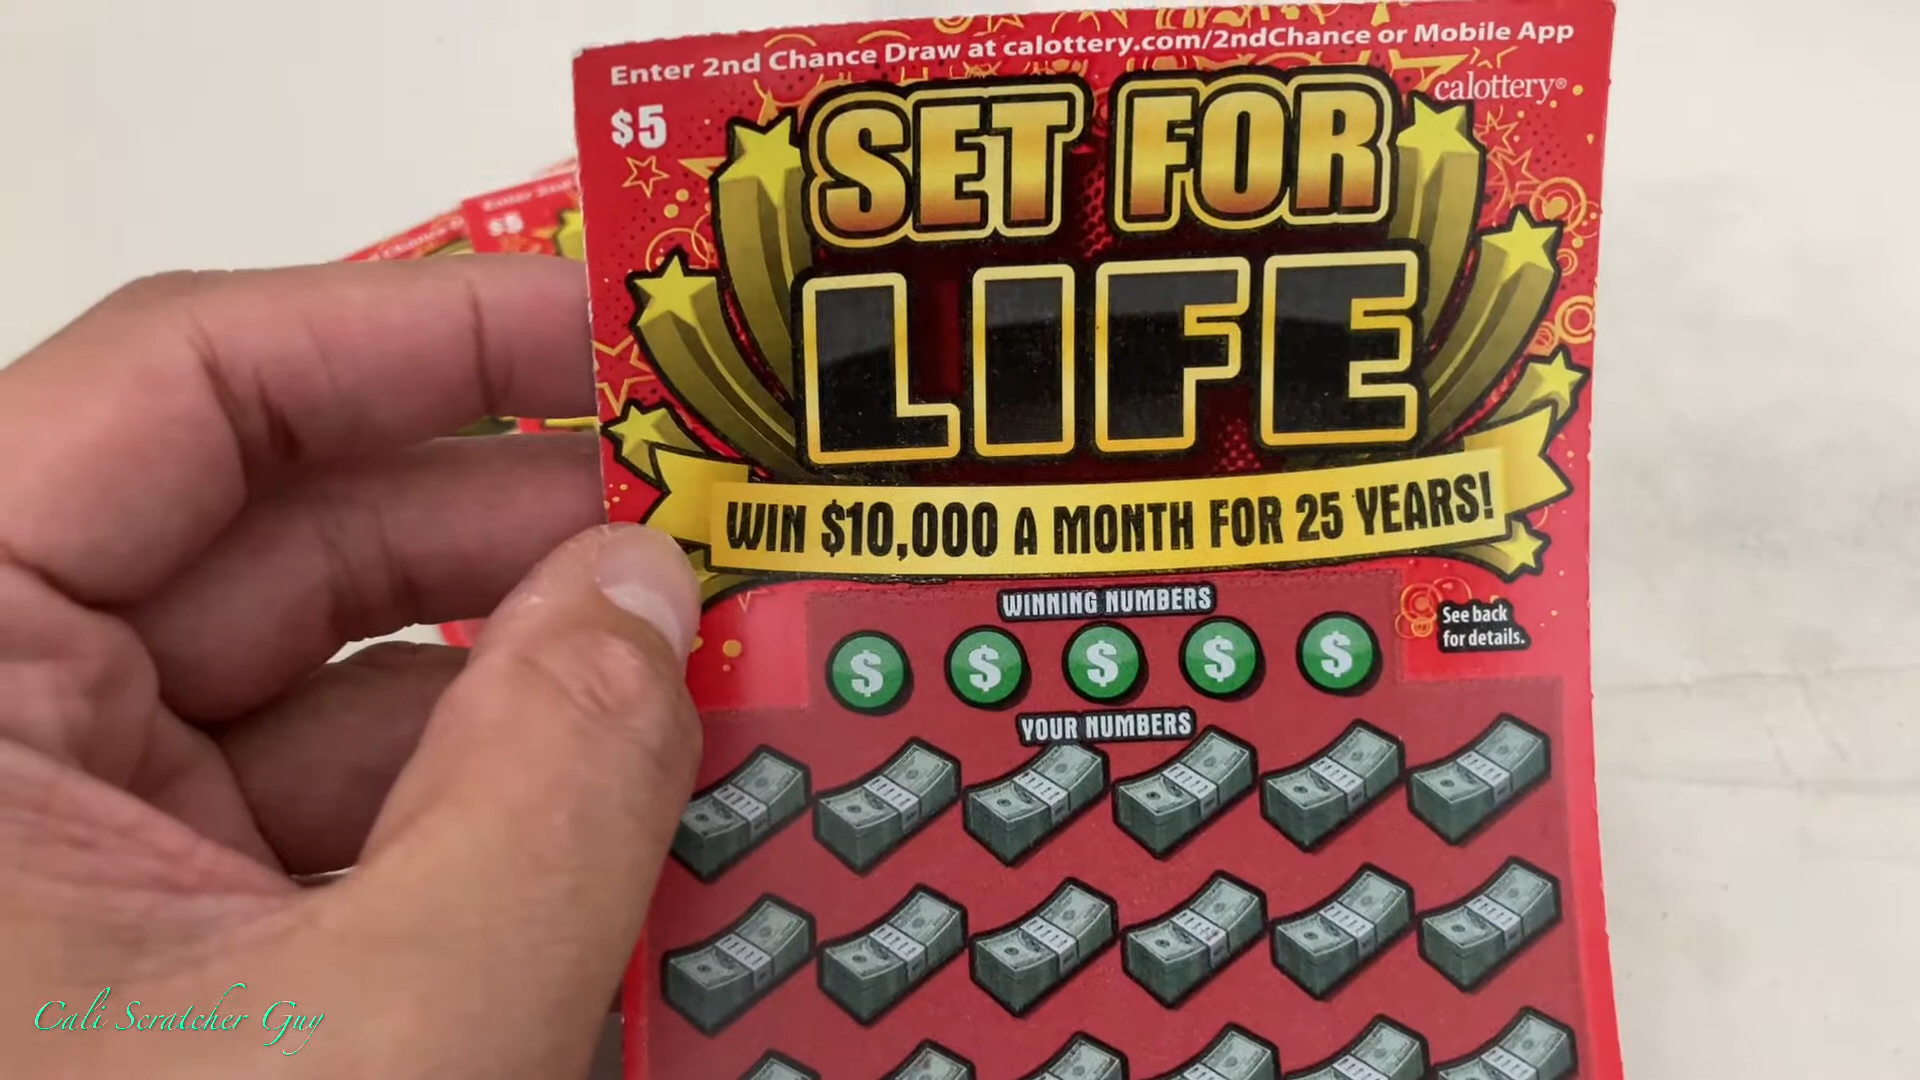 Enter 2nd Chance Draw at calottery.com/2ndChance or Mobile App
calottery®
$5
SET FOR
LIFE
WIN $10,000 A MONTH FOR 25 YEARS!
WINNING NUMBERS
See back
for details.
$ $ $ $ $
YOUR NUMBERS
$5
Cali Scratcher Guy